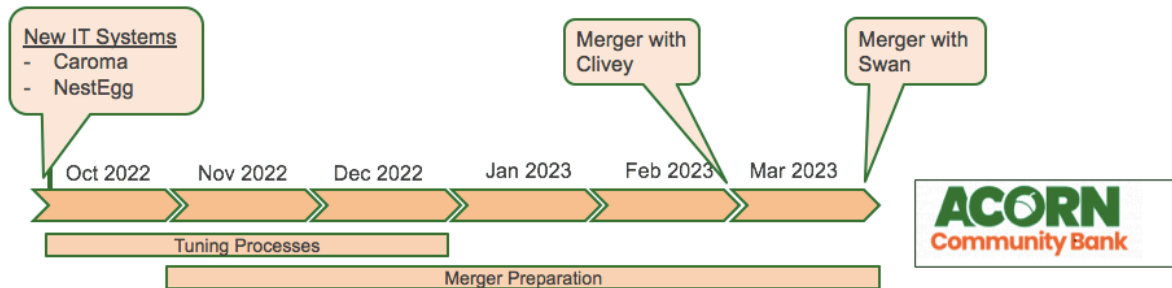 New IT Systems
- Caroma
- NestEgg
Merger with
Clivey
Merger with
Swan
Oct 2022
Nov 2022
Dec 2022
Jan 2023
Feb 2023
Mar 2023
Tuning Processes
Merger Preparation
ACORN
Community Bank